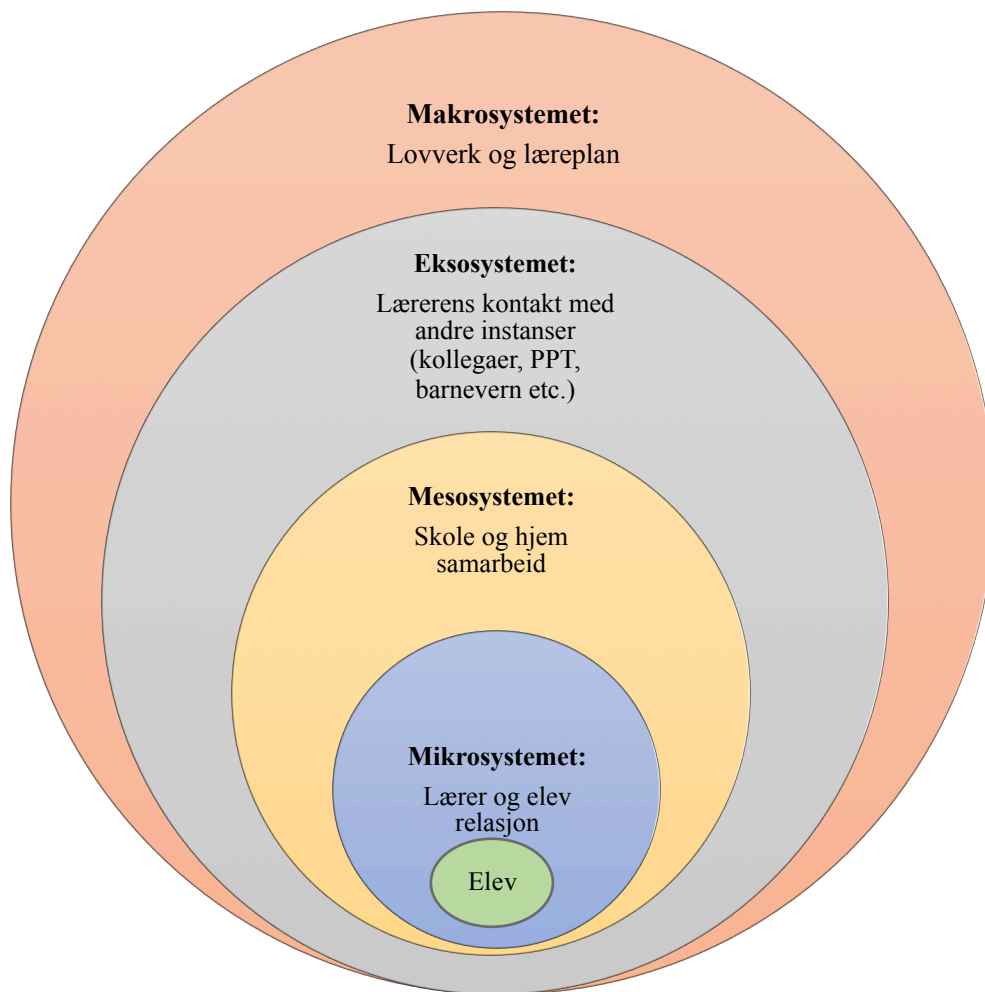 Makrosystemet:
Lovverk og læreplan
Eksosystemet:
Lærerens kontakt med
andre instanser
(kollegaer, PPT,
barnevern etc.)
Mesosystemet:
Skole og hjem
samarbeid
Mikrosystemet:
Lærer og elev
relasjon
Elev